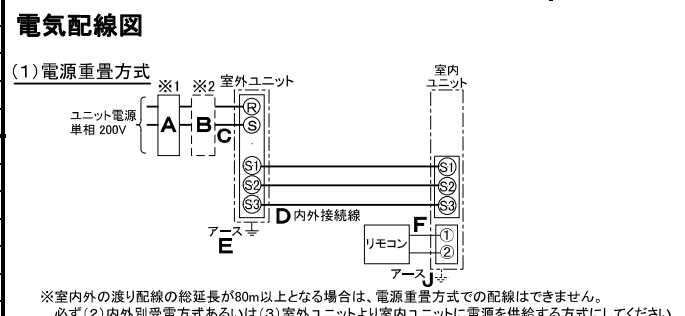 電気配線図
(1)電源重畳方式
※1 ※2 室外ユニット 室内
ユニット
ユニット電源
単相 200V
A B C
R
S
S1 S1
S2 S2
S3 S3
D 内外接続線
アース
E
F
リモコン
①
②
アース J
※室内外の渡り配線の総延長が80m以上となる場合は、電源重畳方式での配線はできません。
必ず(2)内外別受電方式あるいは(3)室外ユニットより室内ユニットに電源を供給する方式にしてください